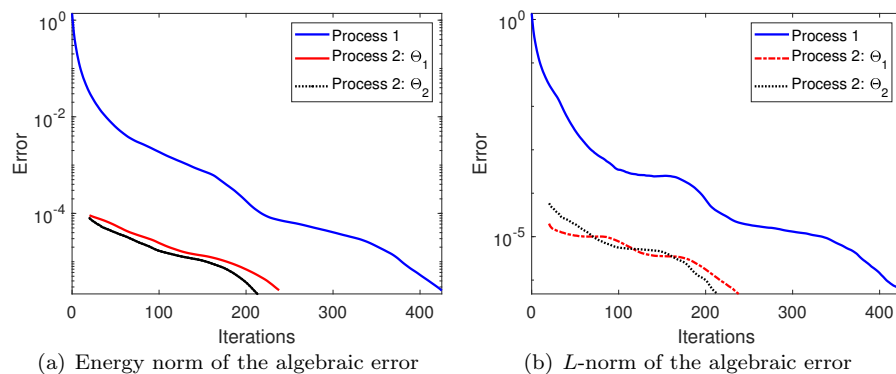 10^0
10^-2
10^-4
Error
0
100
200
300
400
Iterations
Process 1
Process 2: Θ_1
Process 2: Θ_2
(a) Energy norm of the algebraic error
10^0
10^-5
Error
0
100
200
300
400
Iterations
Process 1
Process 2: Θ_1
Process 2: Θ_2
(b) L-norm of the algebraic error